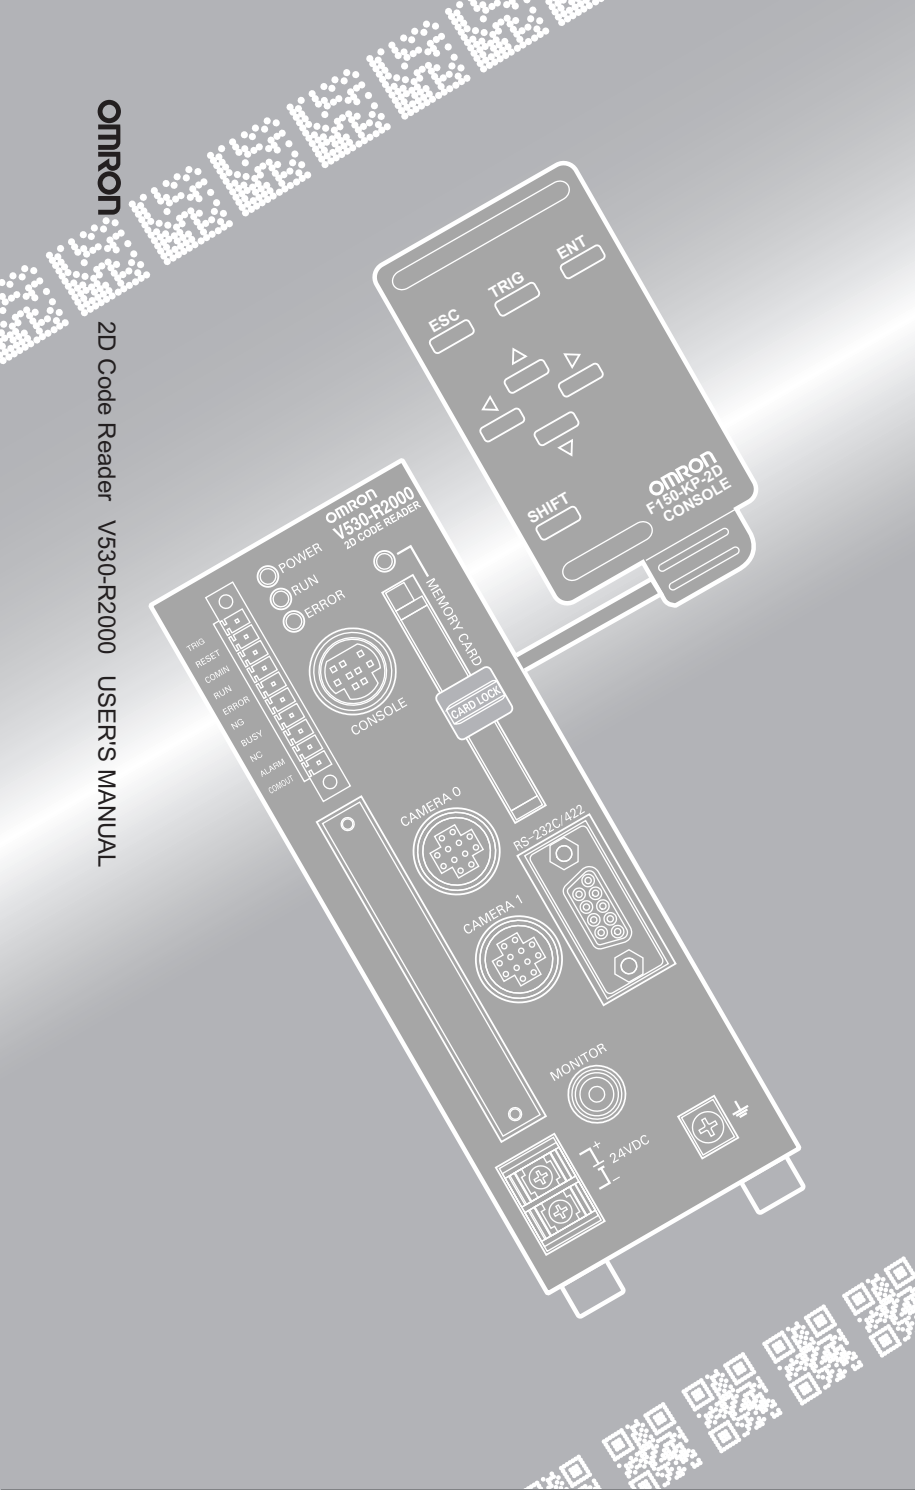 OMRON 2D Code Reader V530-R2000 USER'S MANUAL
ESC
TRIG
ENT
SHIFT
OMRON
F150-KP-2D
CONSOLE
OMRON
V530-R2000
2D CODE READER
POWER
RUN
ERROR
MEMORY CARD
CARD LOCK
TRIG
RESET
COMIN
RUN
ERROR
NG
BUSY
NC
ALARM
COMOUT
CONSOLE
CAMERA 0
RS-232C/422
CAMERA 1
MONITOR
+
24VDC
−